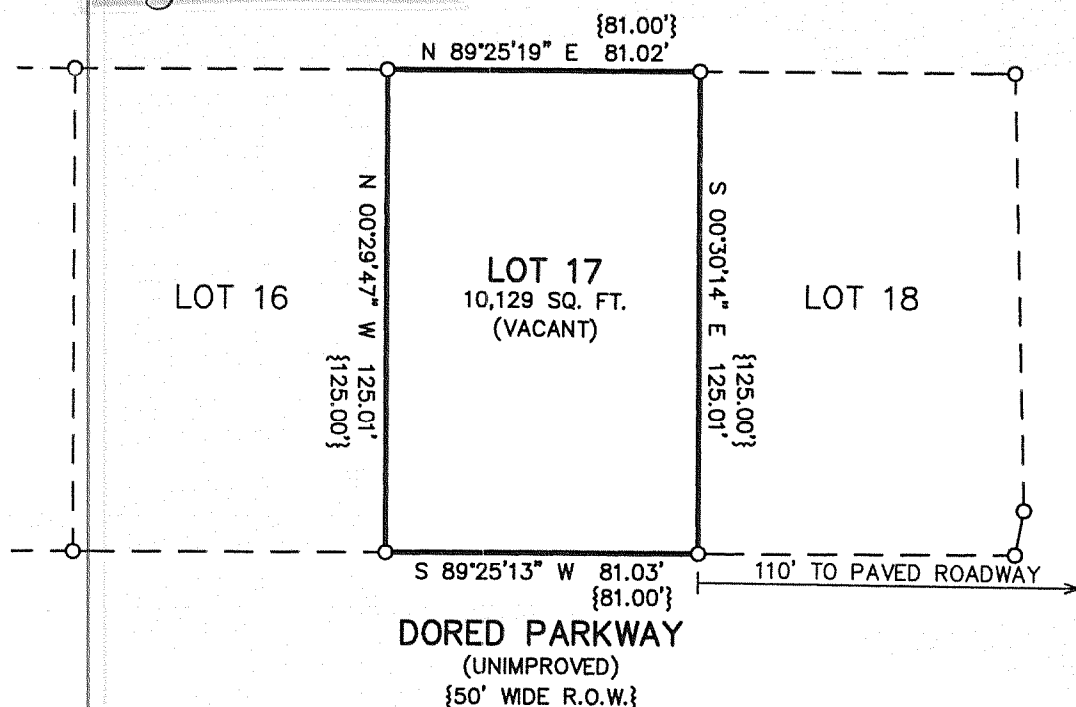 {81.00'}
N 89°25'19" E 81.02'
N 00°29'47" W 125.01'
{125.00'}
S 00°30'14" E 125.01'
{125.00'}
LOT 16
LOT 17
10,129 SQ. FT.
(VACANT)
LOT 18
S 89°25'13" W 81.03'
{81.00'}
110' TO PAVED ROADWAY
DORED PARKWAY
(UNIMPROVED)
{50' WIDE R.O.W.}